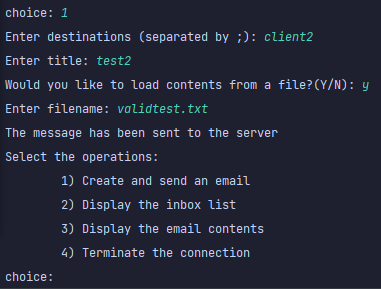 choice: 1
Enter destinations (separated by ;): client2
Enter title: test2
Would you like to load contents from a file?(Y/N): y
Enter filename: validtest.txt
The message has been sent to the server
Select the operations:
1) Create and send an email
2) Display the inbox list
3) Display the email contents
4) Terminate the connection
choice: